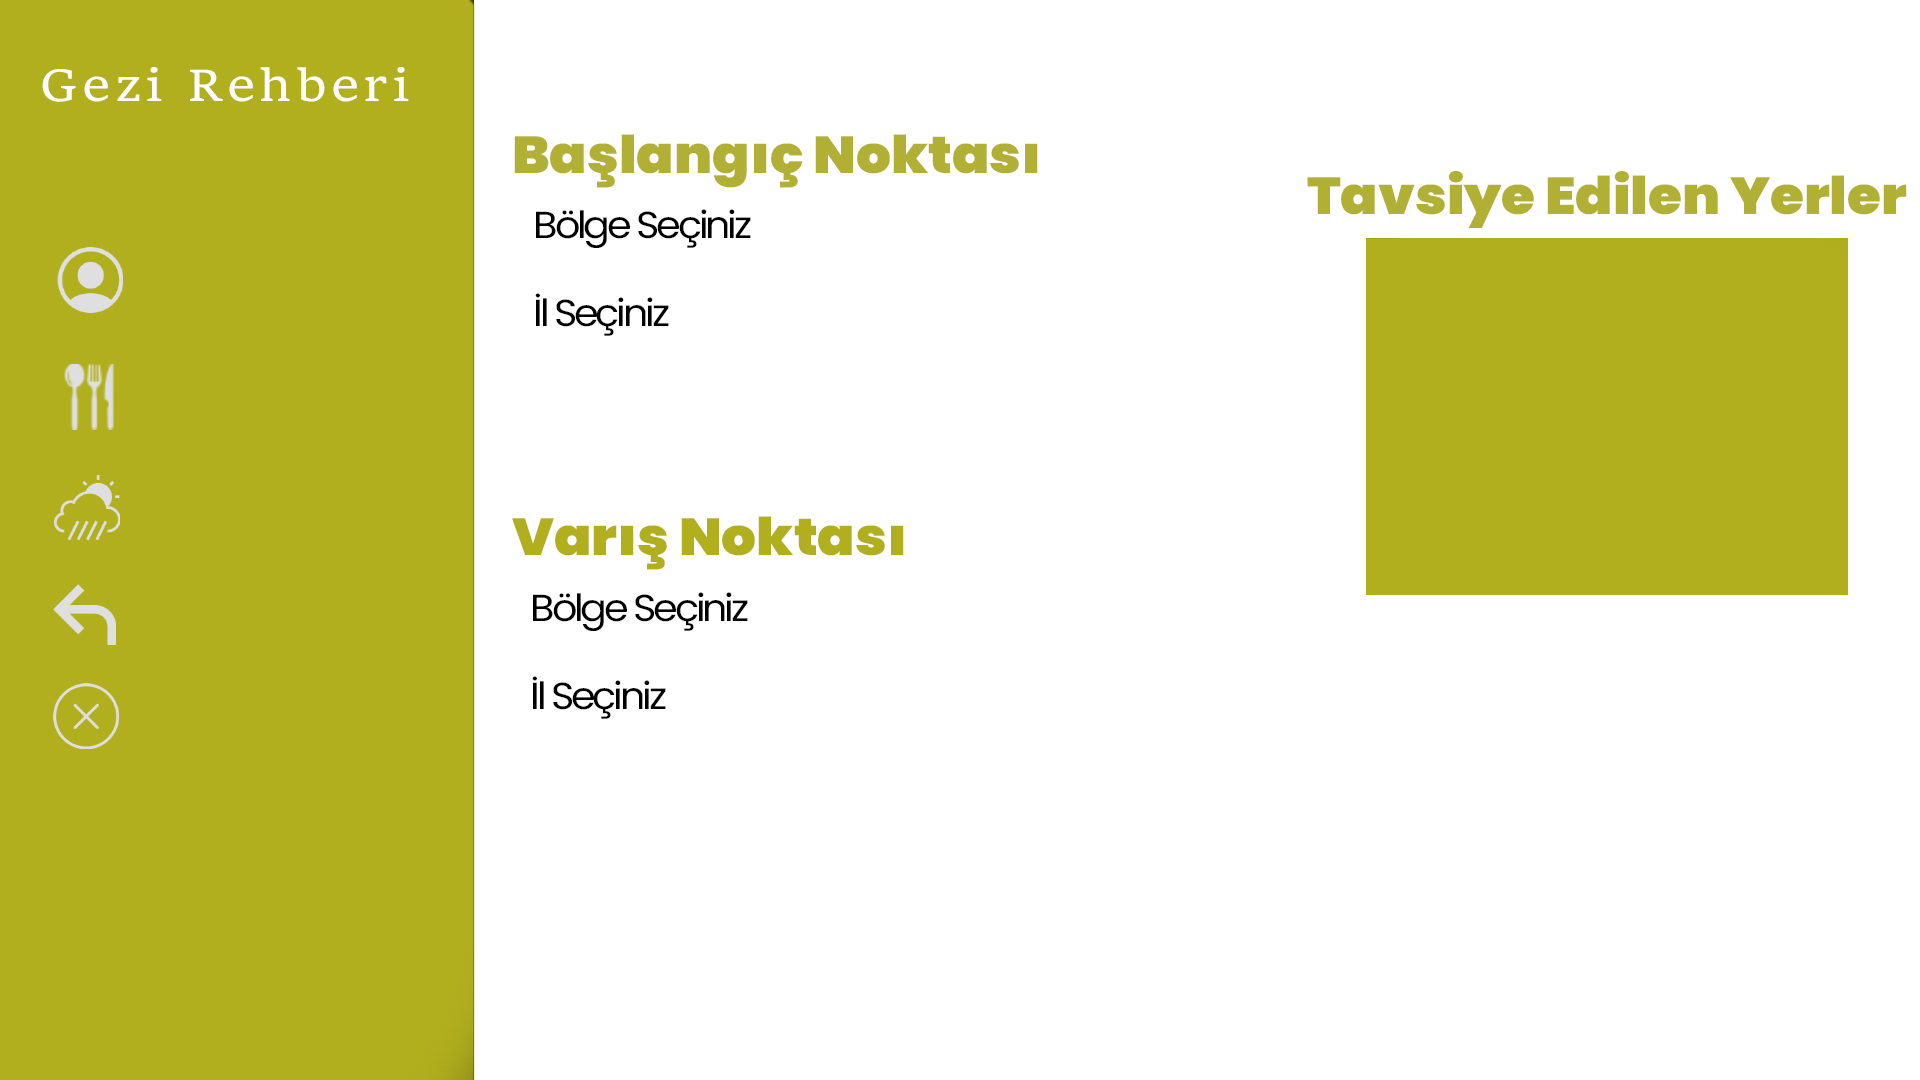 Gezi Rehberi
Başlangıç Noktası
Bölge Seçiniz
İl Seçiniz
Varış Noktası
Bölge Seçiniz
İl Seçiniz
Tavsiye Edilen Yerler